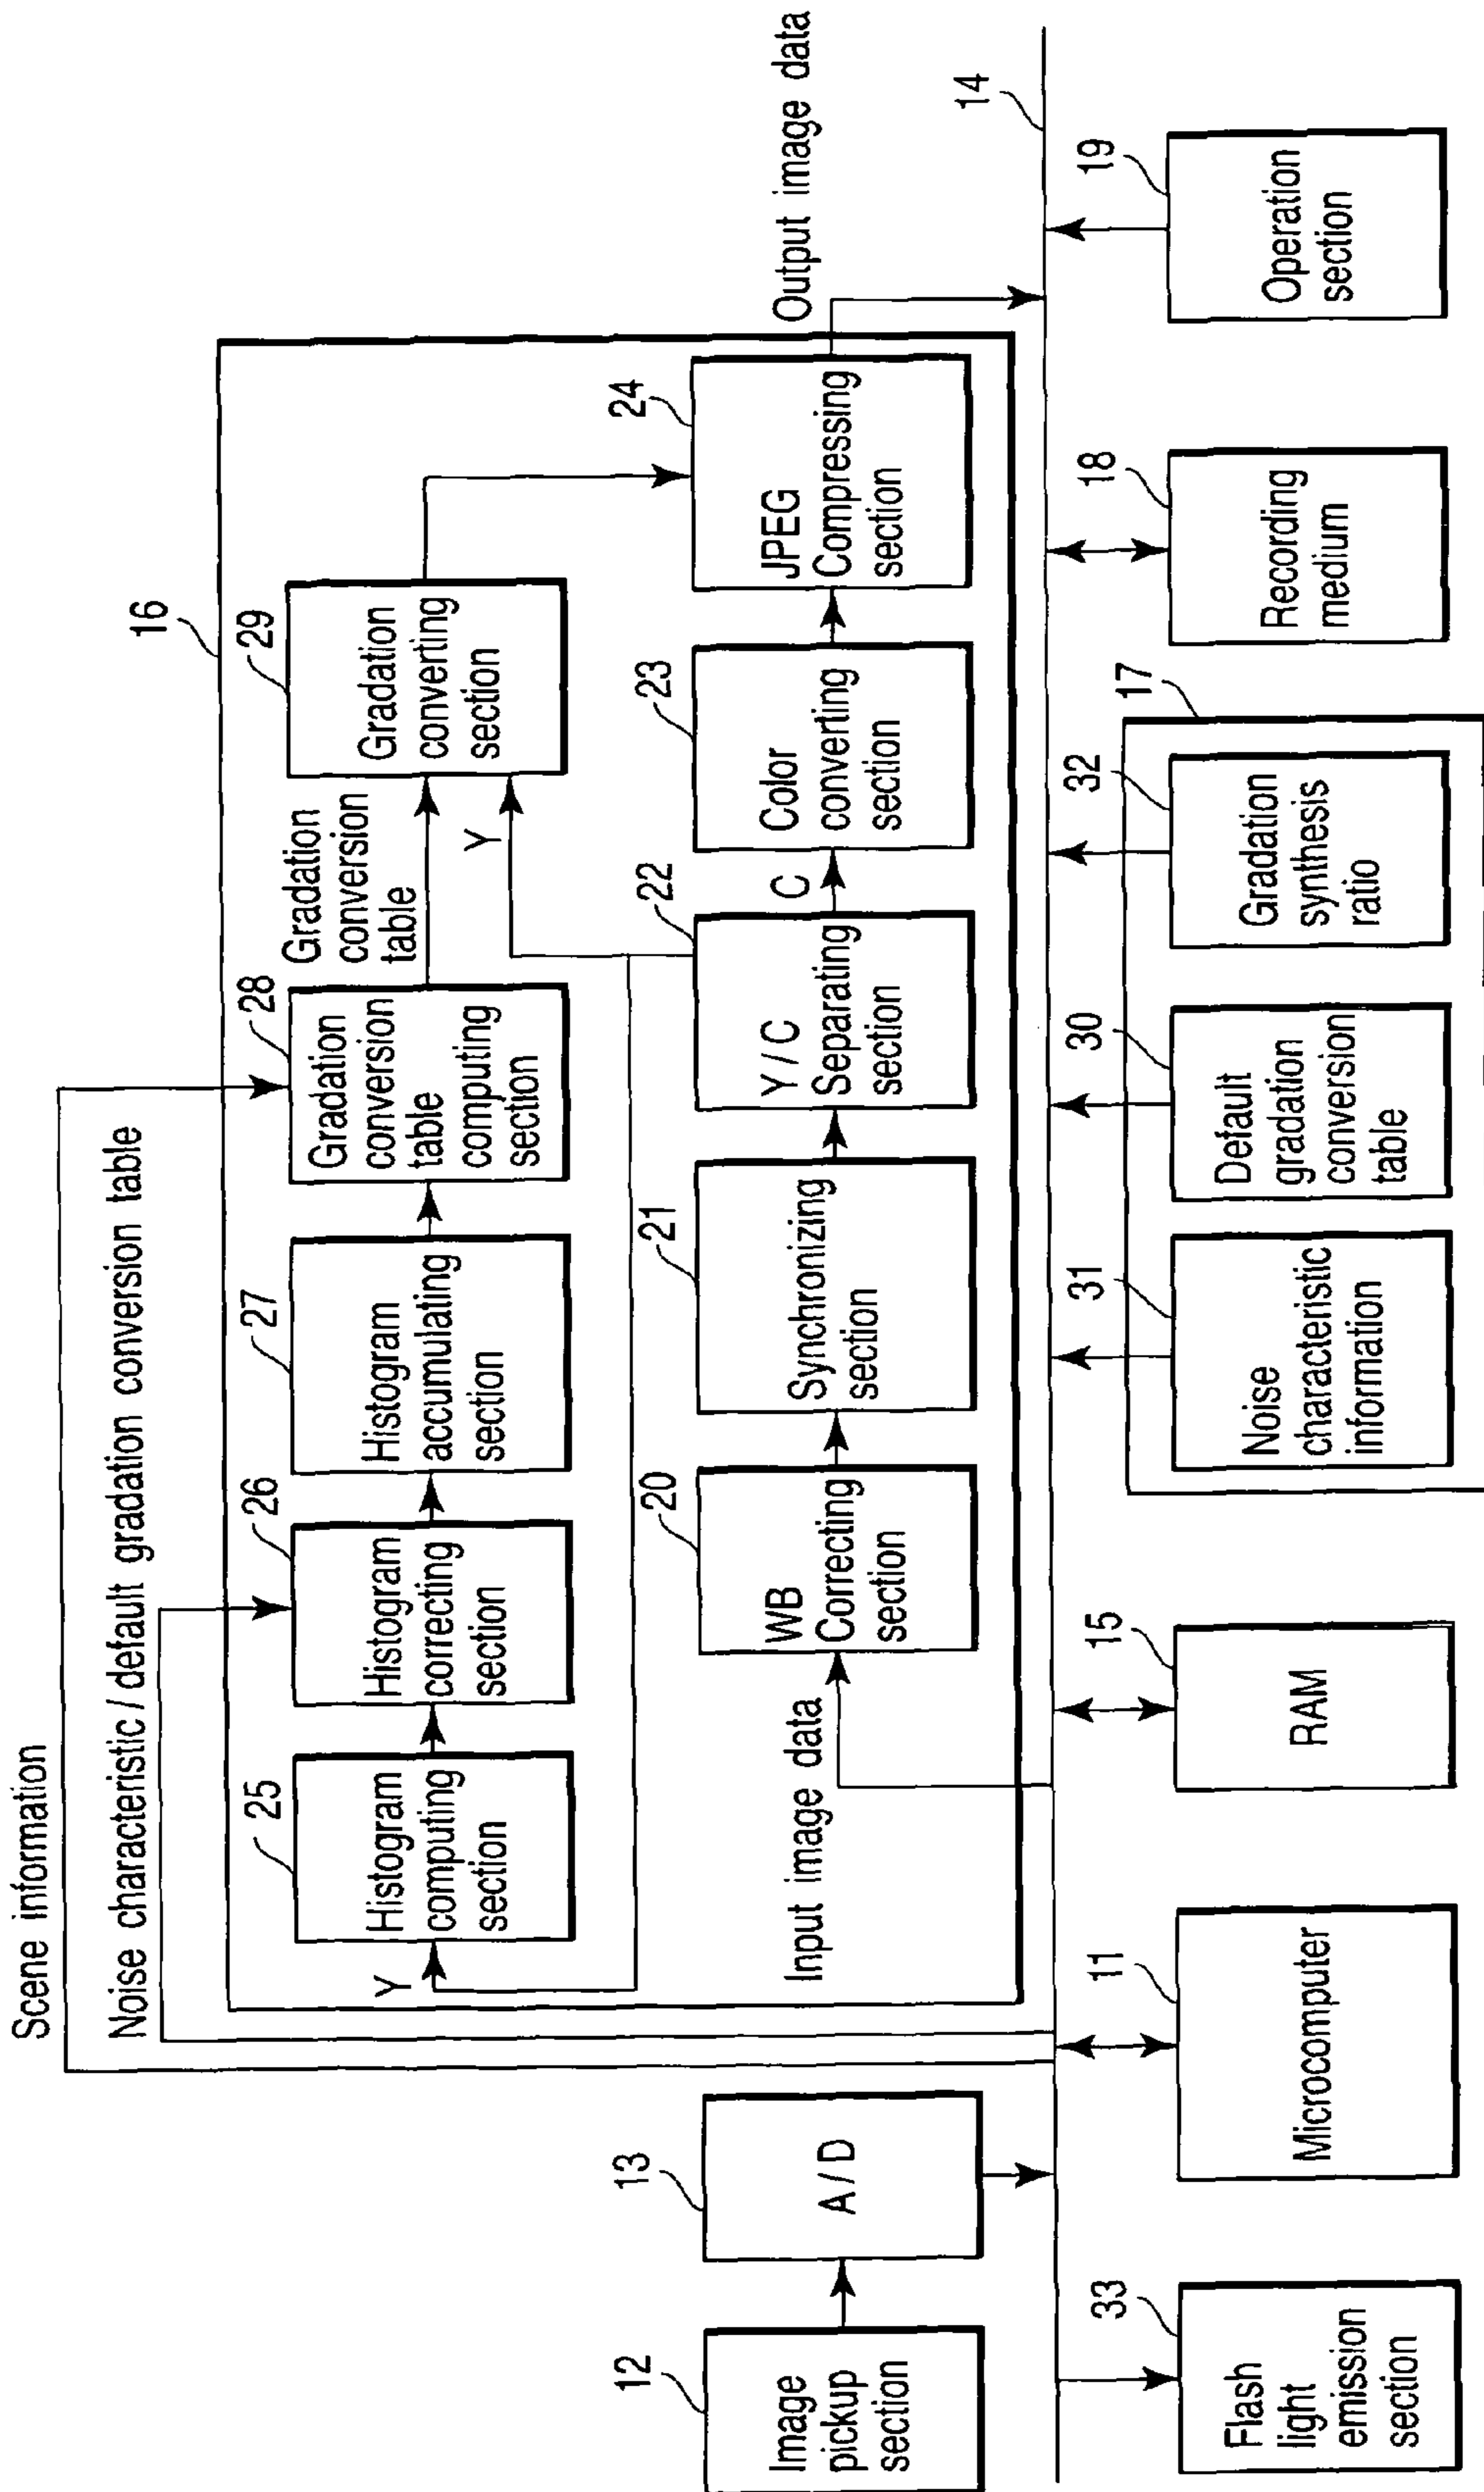 Scene information
Noise characteristic / default gradation conversion table
16
25
Histogram
computing
section
26
Histogram
correcting
section
27
Histogram
accumulating
section
28
Gradation
conversion
table
computing
section
Gradation
conversion
table
29
Gradation
converting
section
Y
Y
Input image data
20
WB
Correcting
section
21
Synchronizing
section
22
Y / C
Separating
section
C
23
Color
converting
section
24
JPEG
Compressing
section
Output image data
12
Image
pickup
section
13
A / D
14
33
Flash
light
emission
section
11
Microcomputer
15
RAM
17
31
Noise
characteristic
information
30
Default
gradation
conversion
table
32
Gradation
synthesis
ratio
18
Recording
medium
19
Operation
section